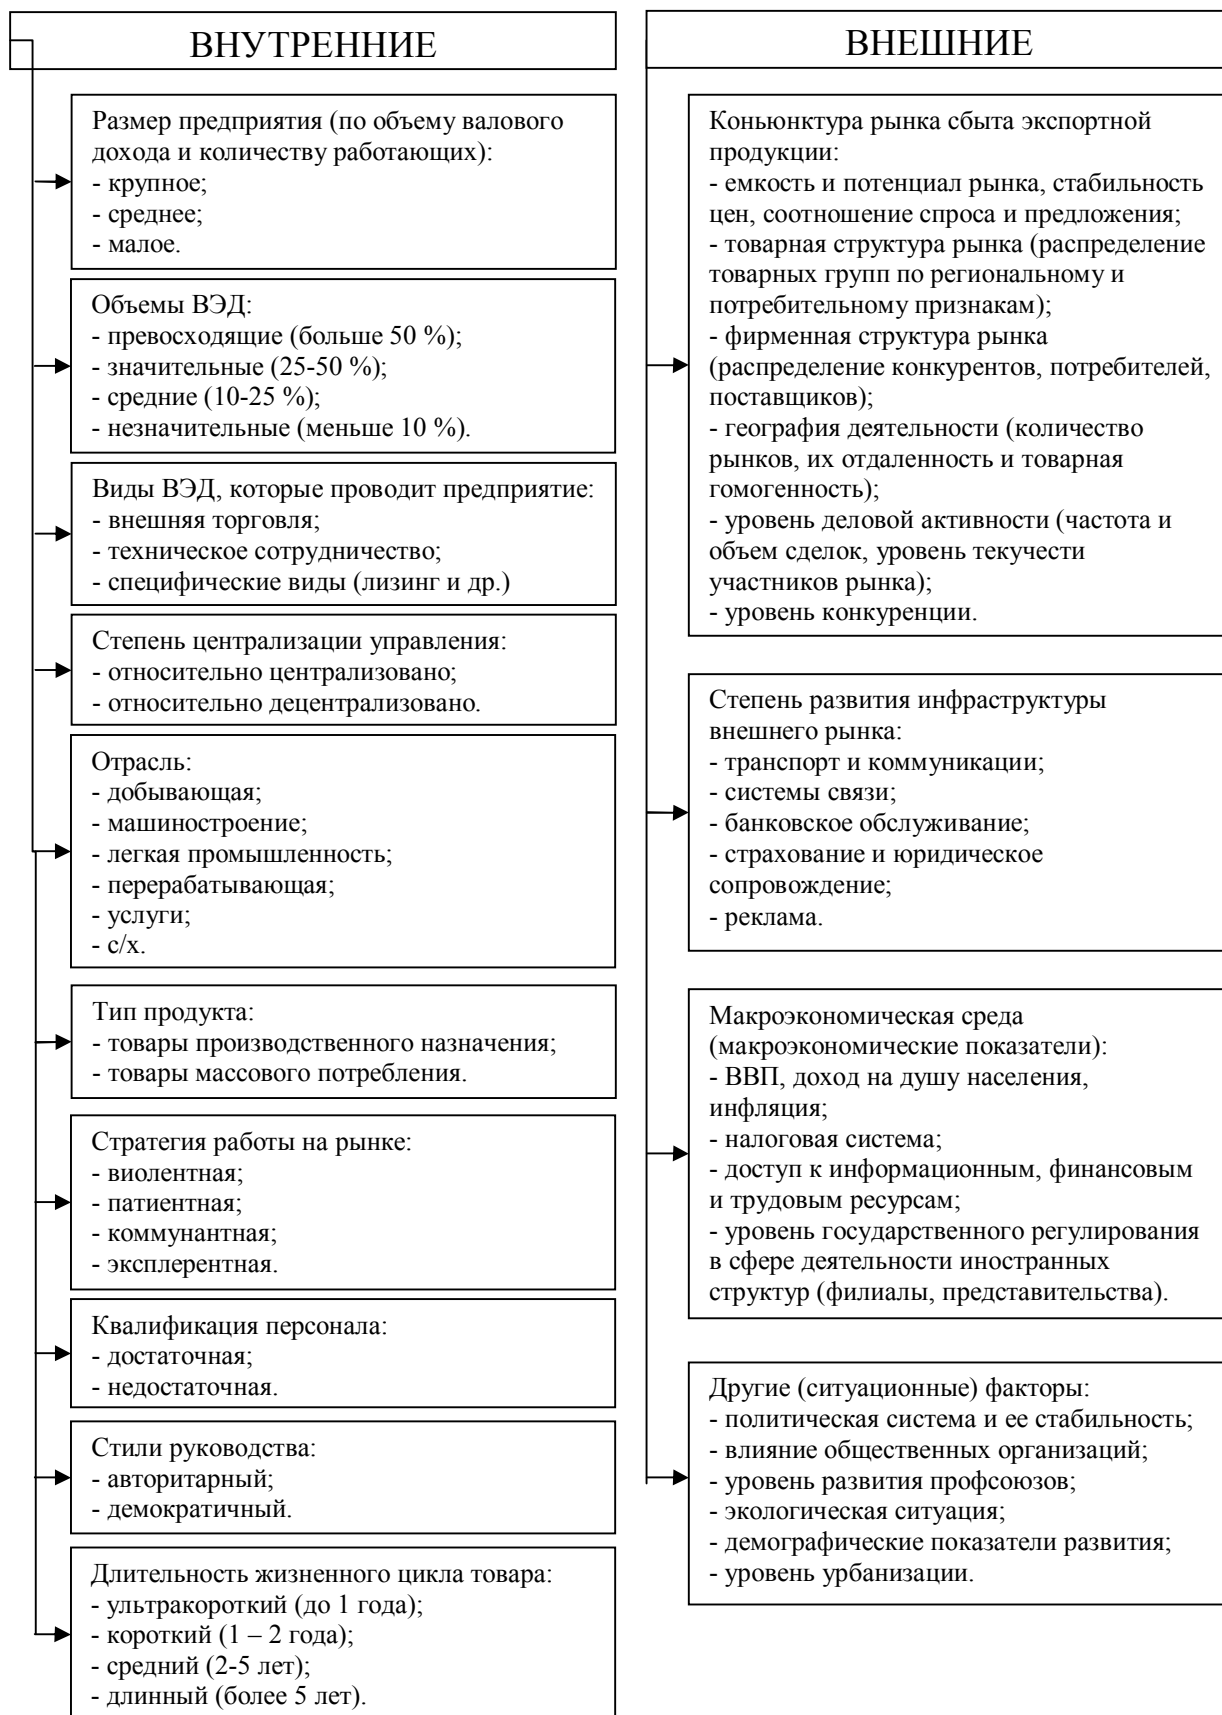 ВНУТРЕННИЕ
Размер предприятия (по объему валового
дохода и количеству работающих):
- крупное;
- среднее;
- малое.
Объемы ВЭД:
- превосходящие (больше 50 %);
- значительные (25-50 %);
- средние (10-25 %);
- незначительные (меньше 10 %).
Виды ВЭД, которые проводит предприятие:
- внешняя торговля;
- техническое сотрудничество;
- специфические виды (лизинг и др.)
Степень централизации управления:
- относительно централизовано;
- относительно децентрализовано.
Отрасль:
- добывающая;
- машиностроение;
- легкая промышленность;
- перерабатывающая;
- услуги;
- с/х.
Тип продукта:
- товары производственного назначения;
- товары массового потребления.
Стратегия работы на рынке:
- виолентная;
- патиентная;
- коммунантная;
- эксплерентная.
Квалификация персонала:
- достаточная;
- недостаточная.
Стили руководства:
- авторитарный;
- демократичный.
Длительность жизненного цикла товара:
- ультракороткий (до 1 года);
- короткий (1 – 2 года);
- средний (2-5 лет);
- длинный (более 5 лет).
ВНЕШНИЕ
Коньюнктура рынка сбыта экспортной
продукции:
- емкость и потенциал рынка, стабильность
цен, соотношение спроса и предложения;
- товарная структура рынка (распределение
товарных групп по региональному и
потребительному признакам);
- фирменная структура рынка
(распределение конкурентов, потребителей,
поставщиков);
- география деятельности (количество
рынков, их отдаленность и товарная
гомогенность);
- уровень деловой активности (частота и
объем сделок, уровень текучести
участников рынка);
- уровень конкуренции.
Степень развития инфраструктуры
внешнего рынка:
- транспорт и коммуникации;
- системы связи;
- банковское обслуживание;
- страхование и юридическое
сопровождение;
- реклама.
Макроэкономическая среда
(макроэкономические показатели):
- ВВП, доход на душу населения,
инфляция;
- налоговая система;
- доступ к информационным, финансовым
и трудовым ресурсам;
- уровень государственного регулирования
в сфере деятельности иностранных
структур (филиалы, представительства).
Другие (ситуационные) факторы:
- политическая система и ее стабильность;
- влияние общественных организаций;
- уровень развития профсоюзов;
- экологическая ситуация;
- демографические показатели развития;
- уровень урбанизации.